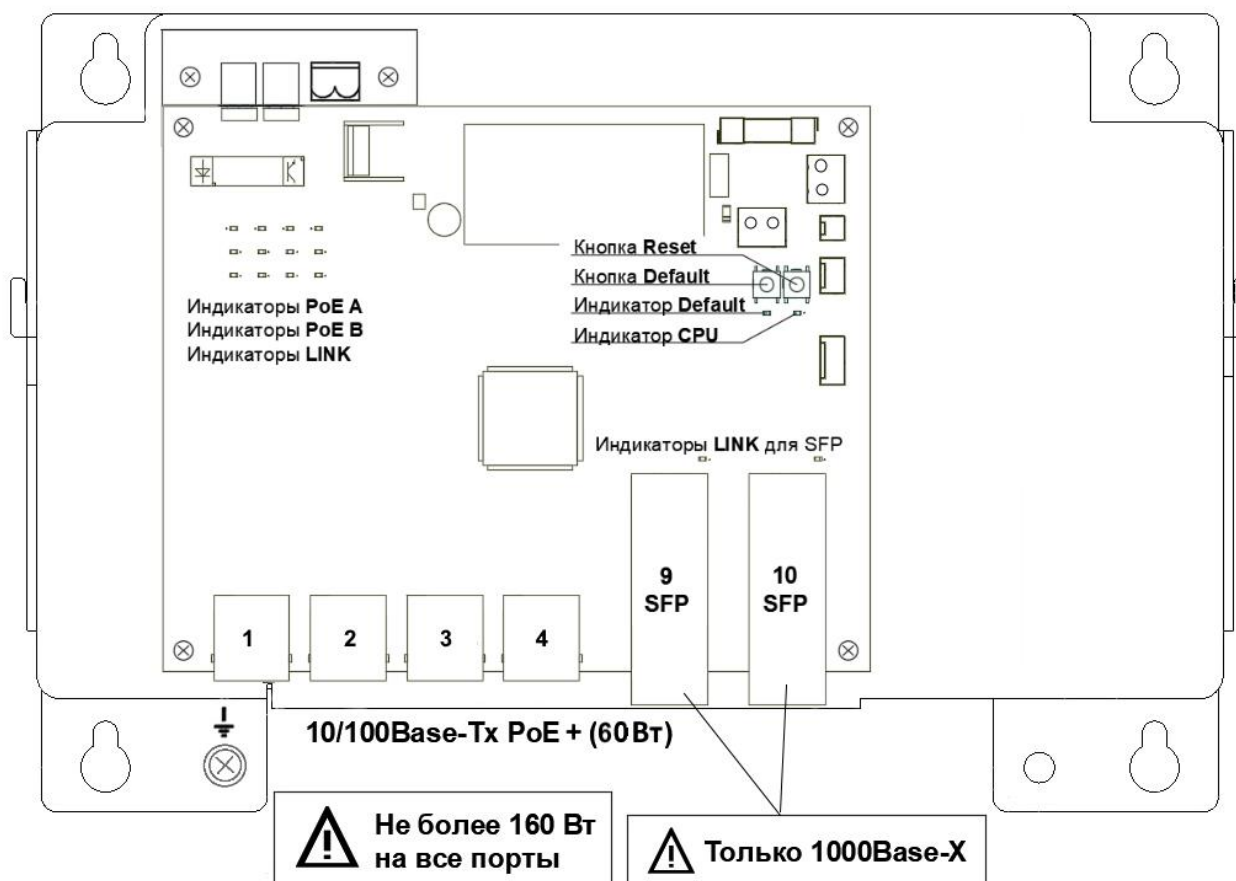 Кнопка Reset
Кнопка Default
Индикатор Default
Индикатор CPU
Индикаторы PoE A
Индикаторы PoE B
Индикаторы LINK
Индикаторы LINK для SFP
9
SFP
10
SFP
1
2
3
4
10/100Base-Tx PoE + (60Вт)
Не более 160 Вт
на все порты
Только 1000Base-X